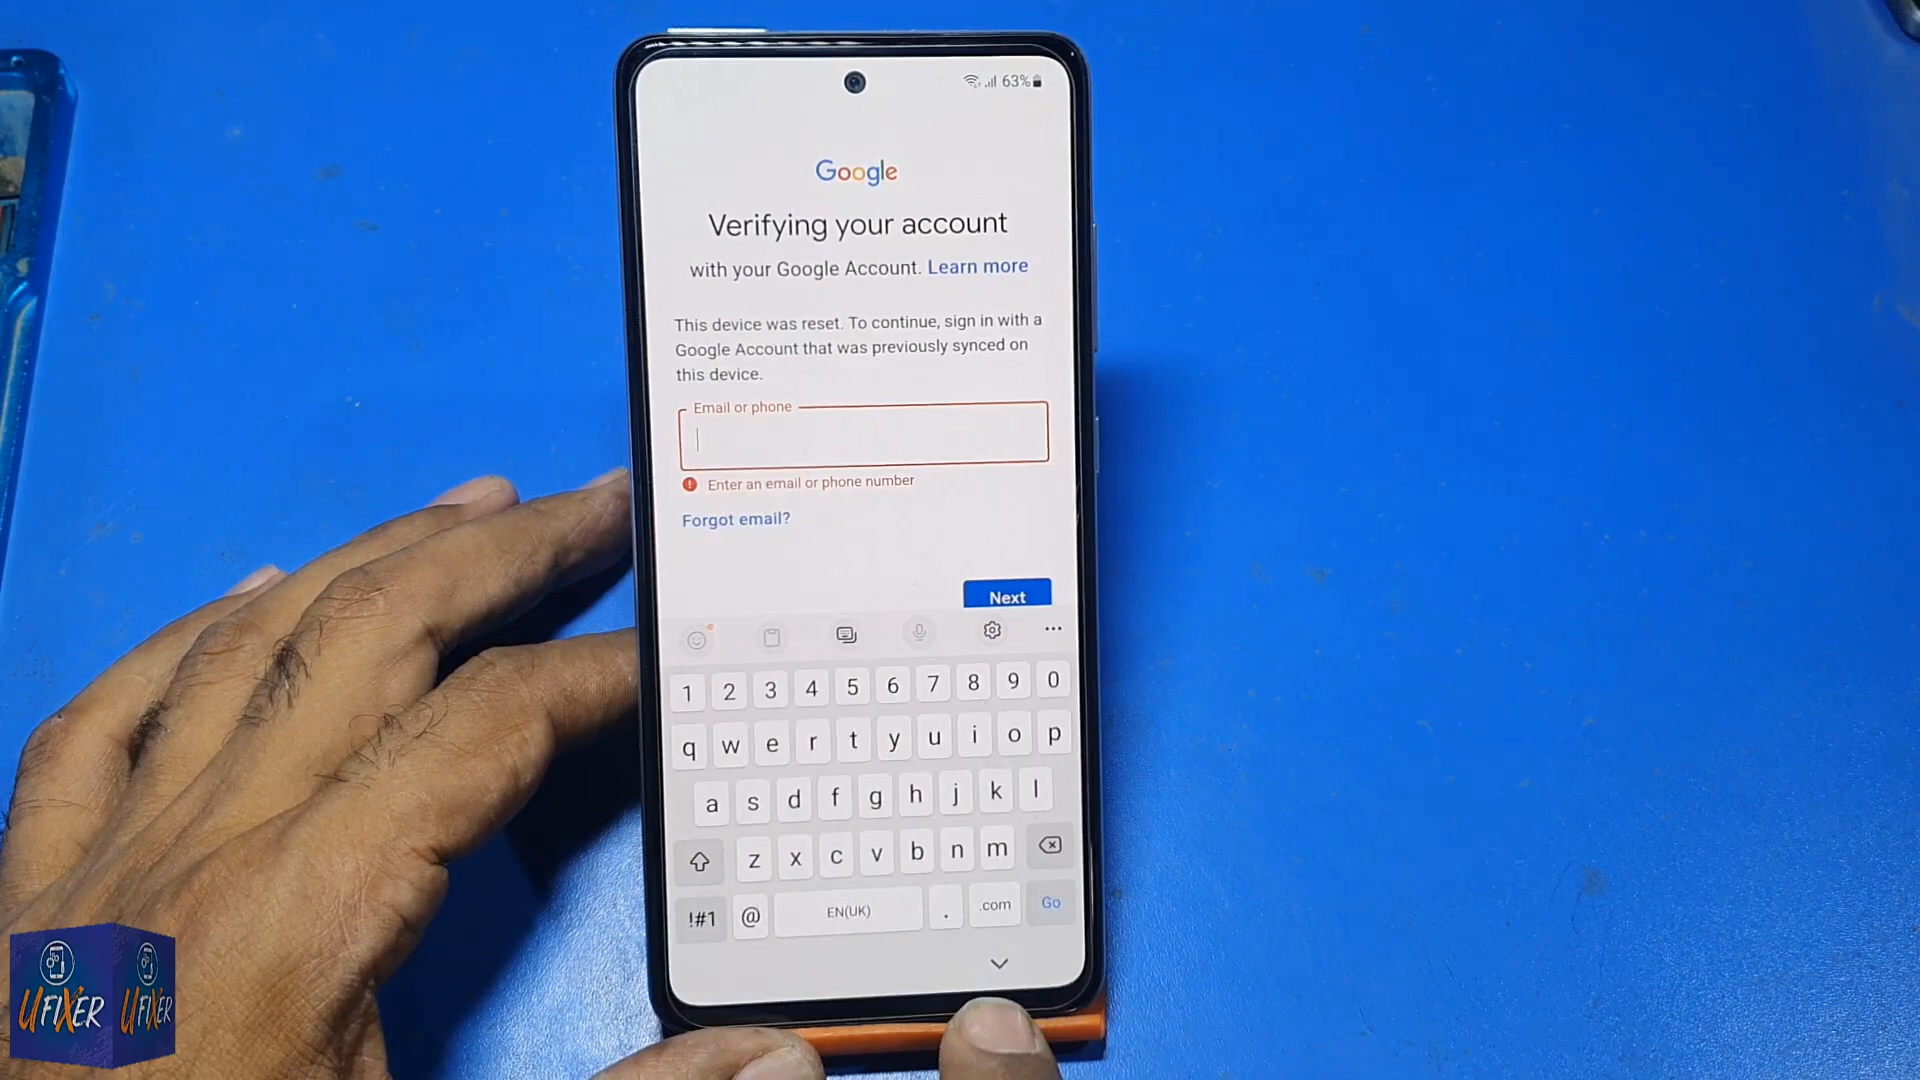 63%
Google
Verifying your account
with your Google Account. Learn more
This device was reset. To continue, sign in with a
Google Account that was previously synced on
this device.
Email or phone
Enter an email or phone number
Forgot email?
Next
1 2 3 4 5 6 7 8 9 0
q w e r t y u i o p
a s d f g h j k l
z x c v b n m
!#1 @ EN(UK) . .com Go
UFIXER UFIXER